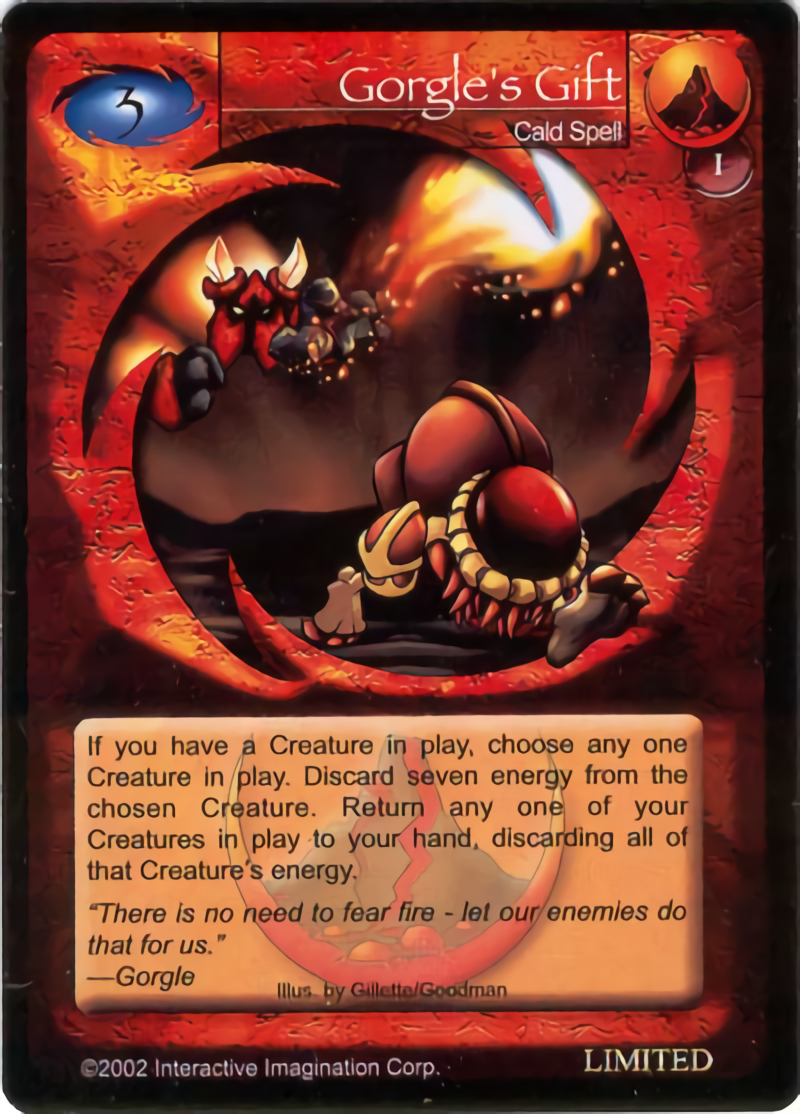 3
Gorgle's Gift
Cald Spell
I
If you have a Creature in play, choose any one
Creature in play. Discard seven energy from the
chosen Creature. Return any one of your
Creatures in play to your hand, discarding all of
that Creature's energy.
"There is no need to fear fire - let our enemies do
that for us."
—Gorgle
Illus. by Gillette/Goodman
©2002 Interactive Imagination Corp.
LIMITED